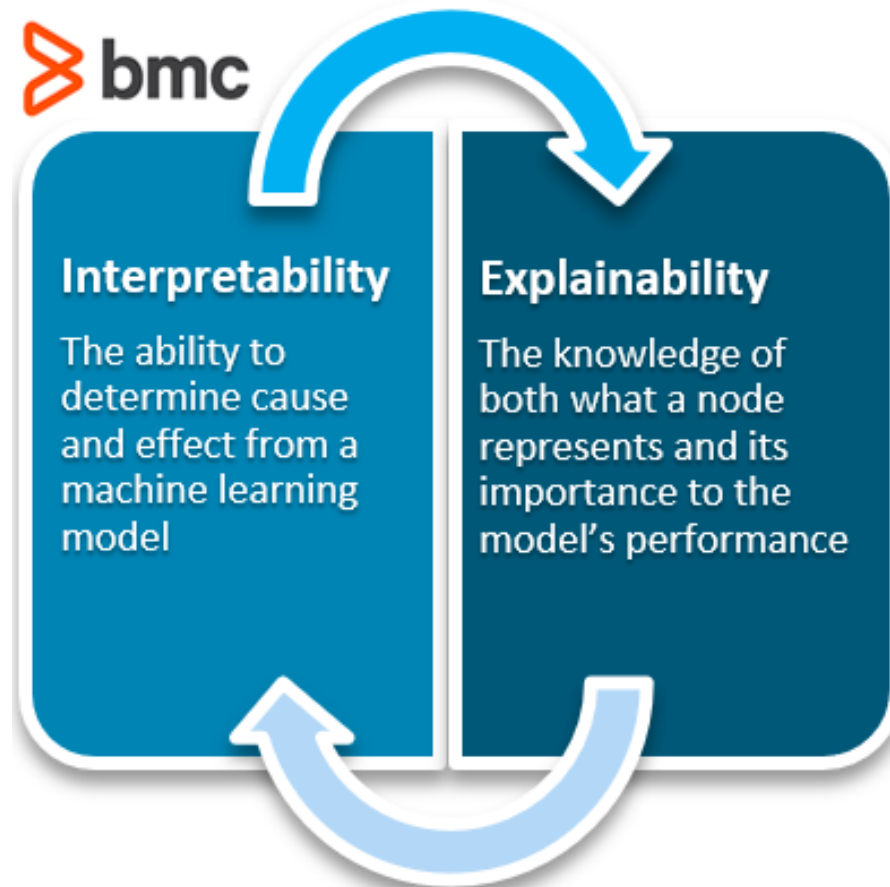 bmc
Interpretability
The ability to
determine cause
and effect from a
machine learning
model
Explainability
The knowledge of
both what a node
represents and its
importance to the
model's performance